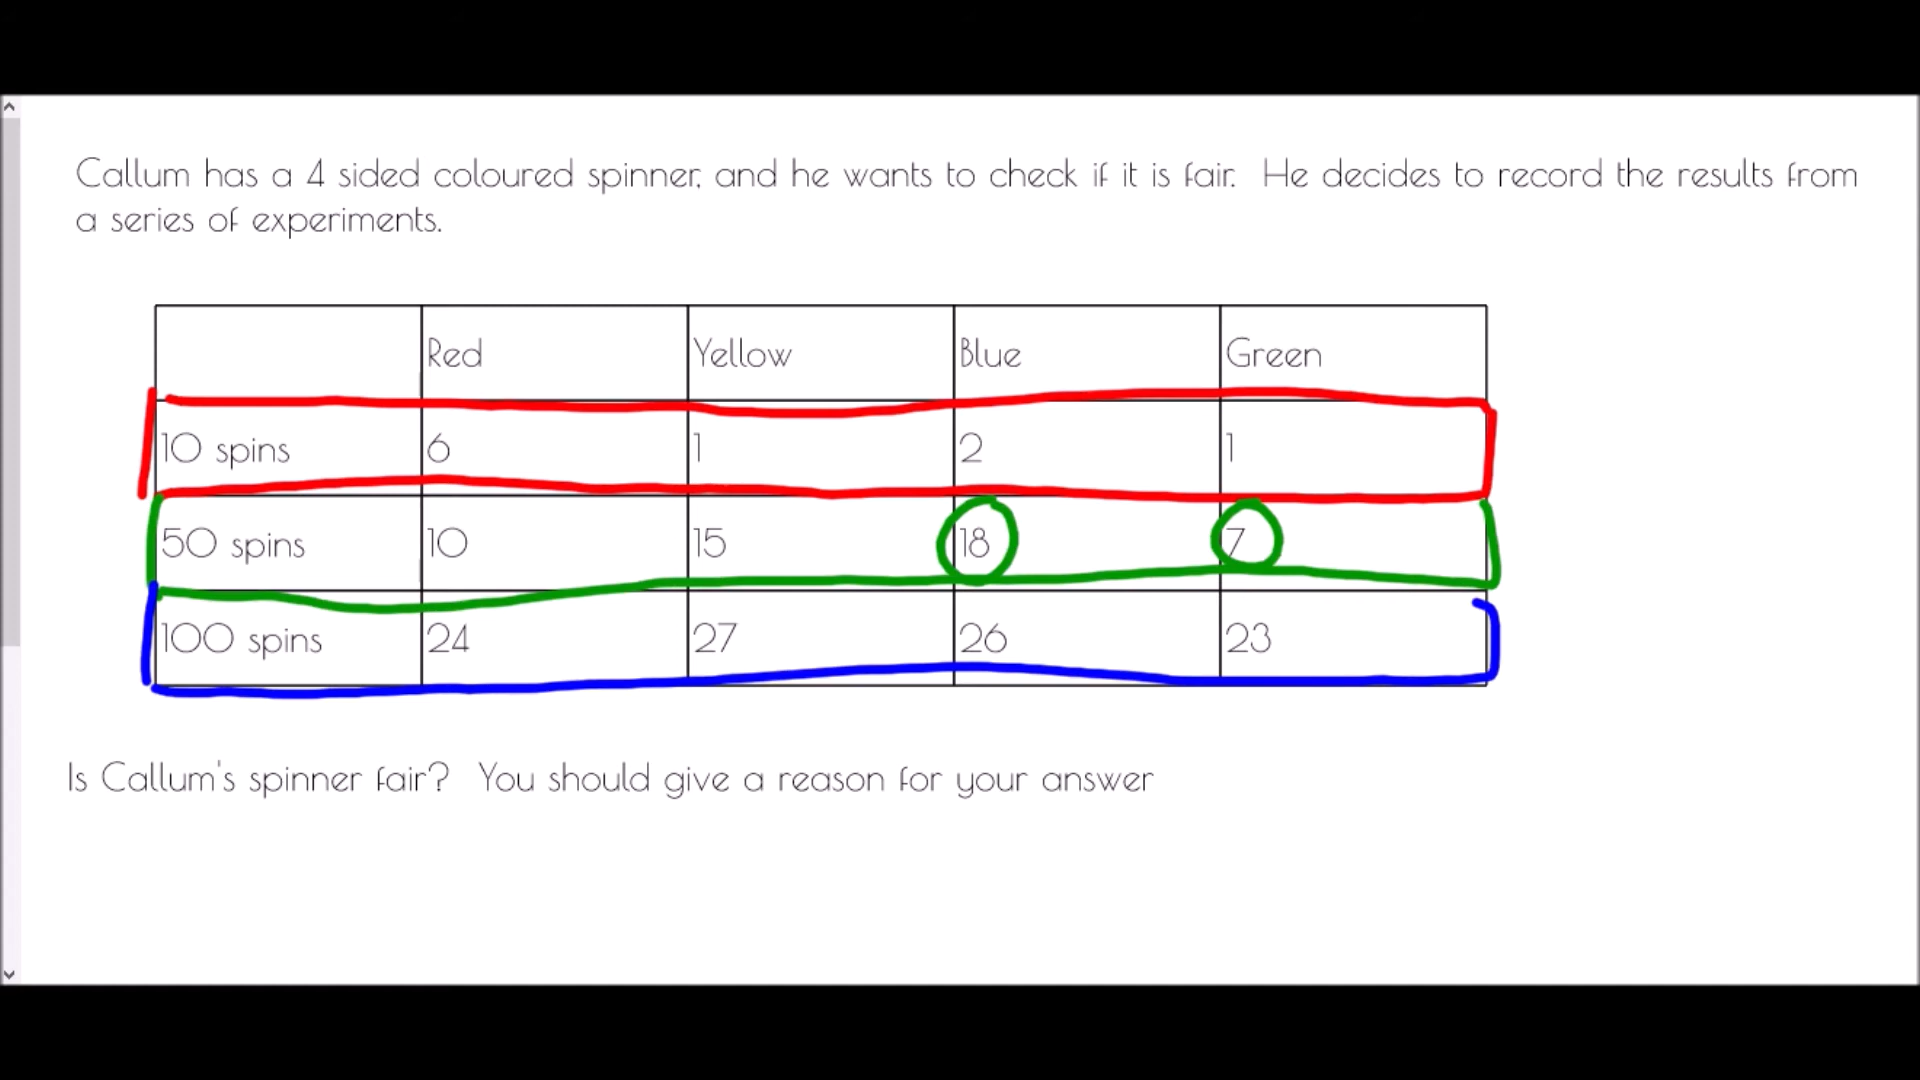 Callum has a 4 sided coloured spinner, and he wants to check if it is fair. He decides to record the results from
a series of experiments.
Red Yellow Blue Green
10 spins 6 1 2 1
50 spins 10 15 18 7
100 spins 24 27 26 23
Is Callum's spinner fair? You should give a reason for your answer